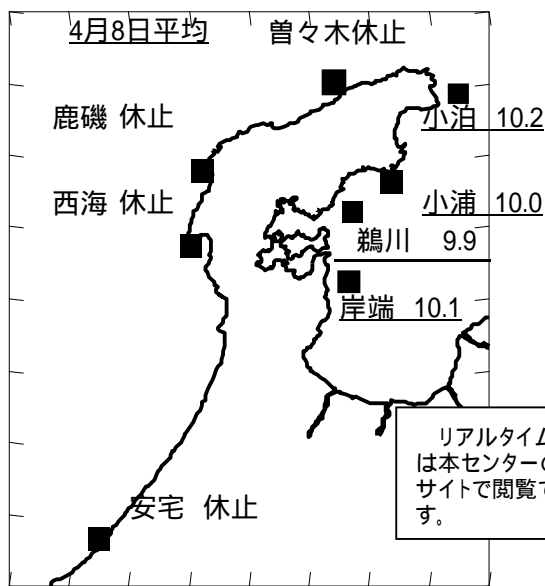 4月8日平均
曽々木休止
鹿磯 休止
小泊 10.2
西海 休止
小浦 10.0
鵜川 9.9
岸端 10.1
リアルタイム
は本センターの
サイトで閲覧で
す。
安宅 休止